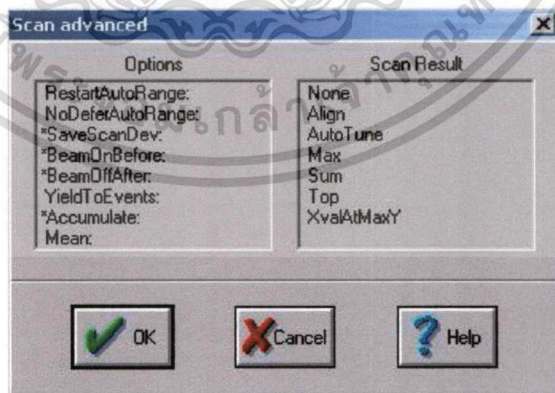 Scan advanced
Options
RestartAutoRange:
NoDeferAutoRange:
*SaveScanDev:
*BeamOnBefore:
*BeamOffAfter:
YieldToEvents:
*Accumulate:
Mean:
Scan Result
None
Align
AutoTune
Max
Sum
Top
XvalAtMaxY
OK
Cancel
Help